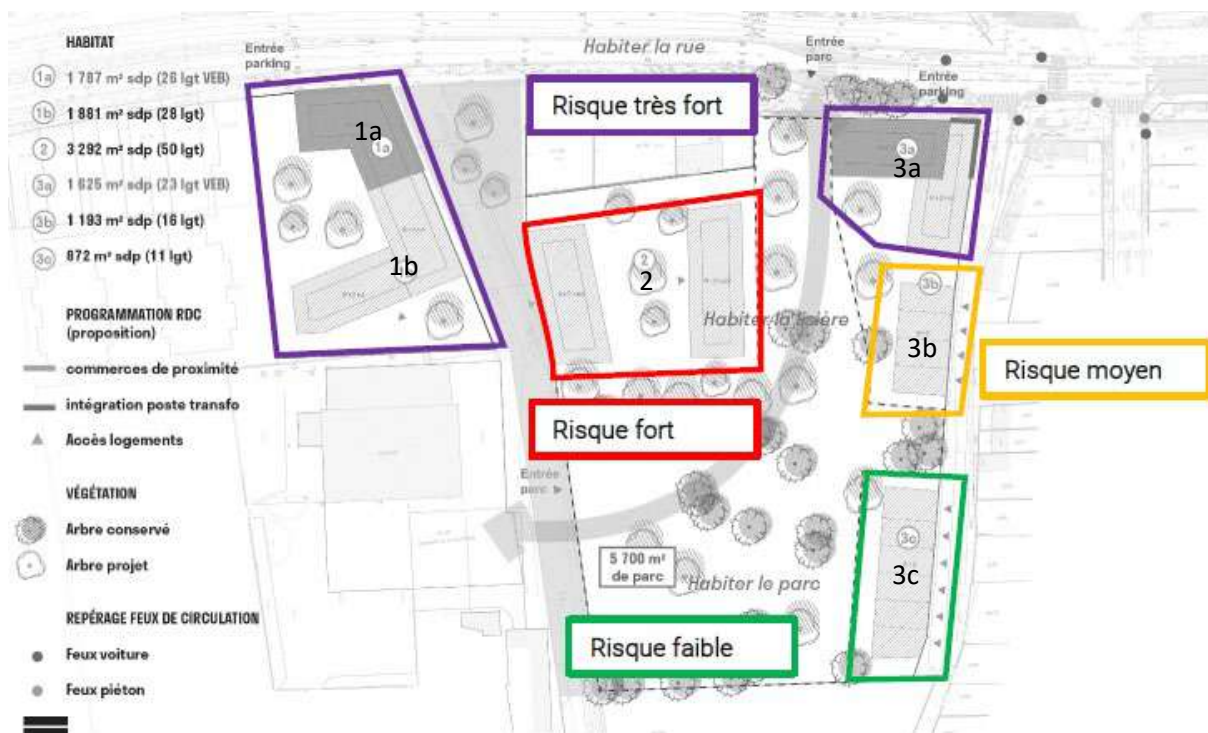 HABITAT
1a 1 787 m² sdp (26 lgt VEB)
1b 1 881 m² sdp (28 lgt)
2 3 292 m² sdp (50 lgt)
3a 1 625 m² sdp (23 lgt VEB)
3b 1 193 m² sdp (16 lgt)
3c 872 m² sdp (11 lgt)
PROGRAMMATION RDC
(proposition)
commerces de proximité
intégration poste transfo
Accès logements
VÉGÉTATION
Arbre conservé
Arbre projet
REPÉRAGE FEUX DE CIRCULATION
Feux voiture
Feux piéton
Entrée
parking
Habiter la rue
Entrée
parc
Entrée
parking
Risque très fort
1a
1a
3a
3a
1b
2
2
Habiter la lisière
3b
3b
Risque moyen
Risque fort
Entrée
parc
3c
3c
5 700 m²
de parc
Habiter le parc
Risque faible